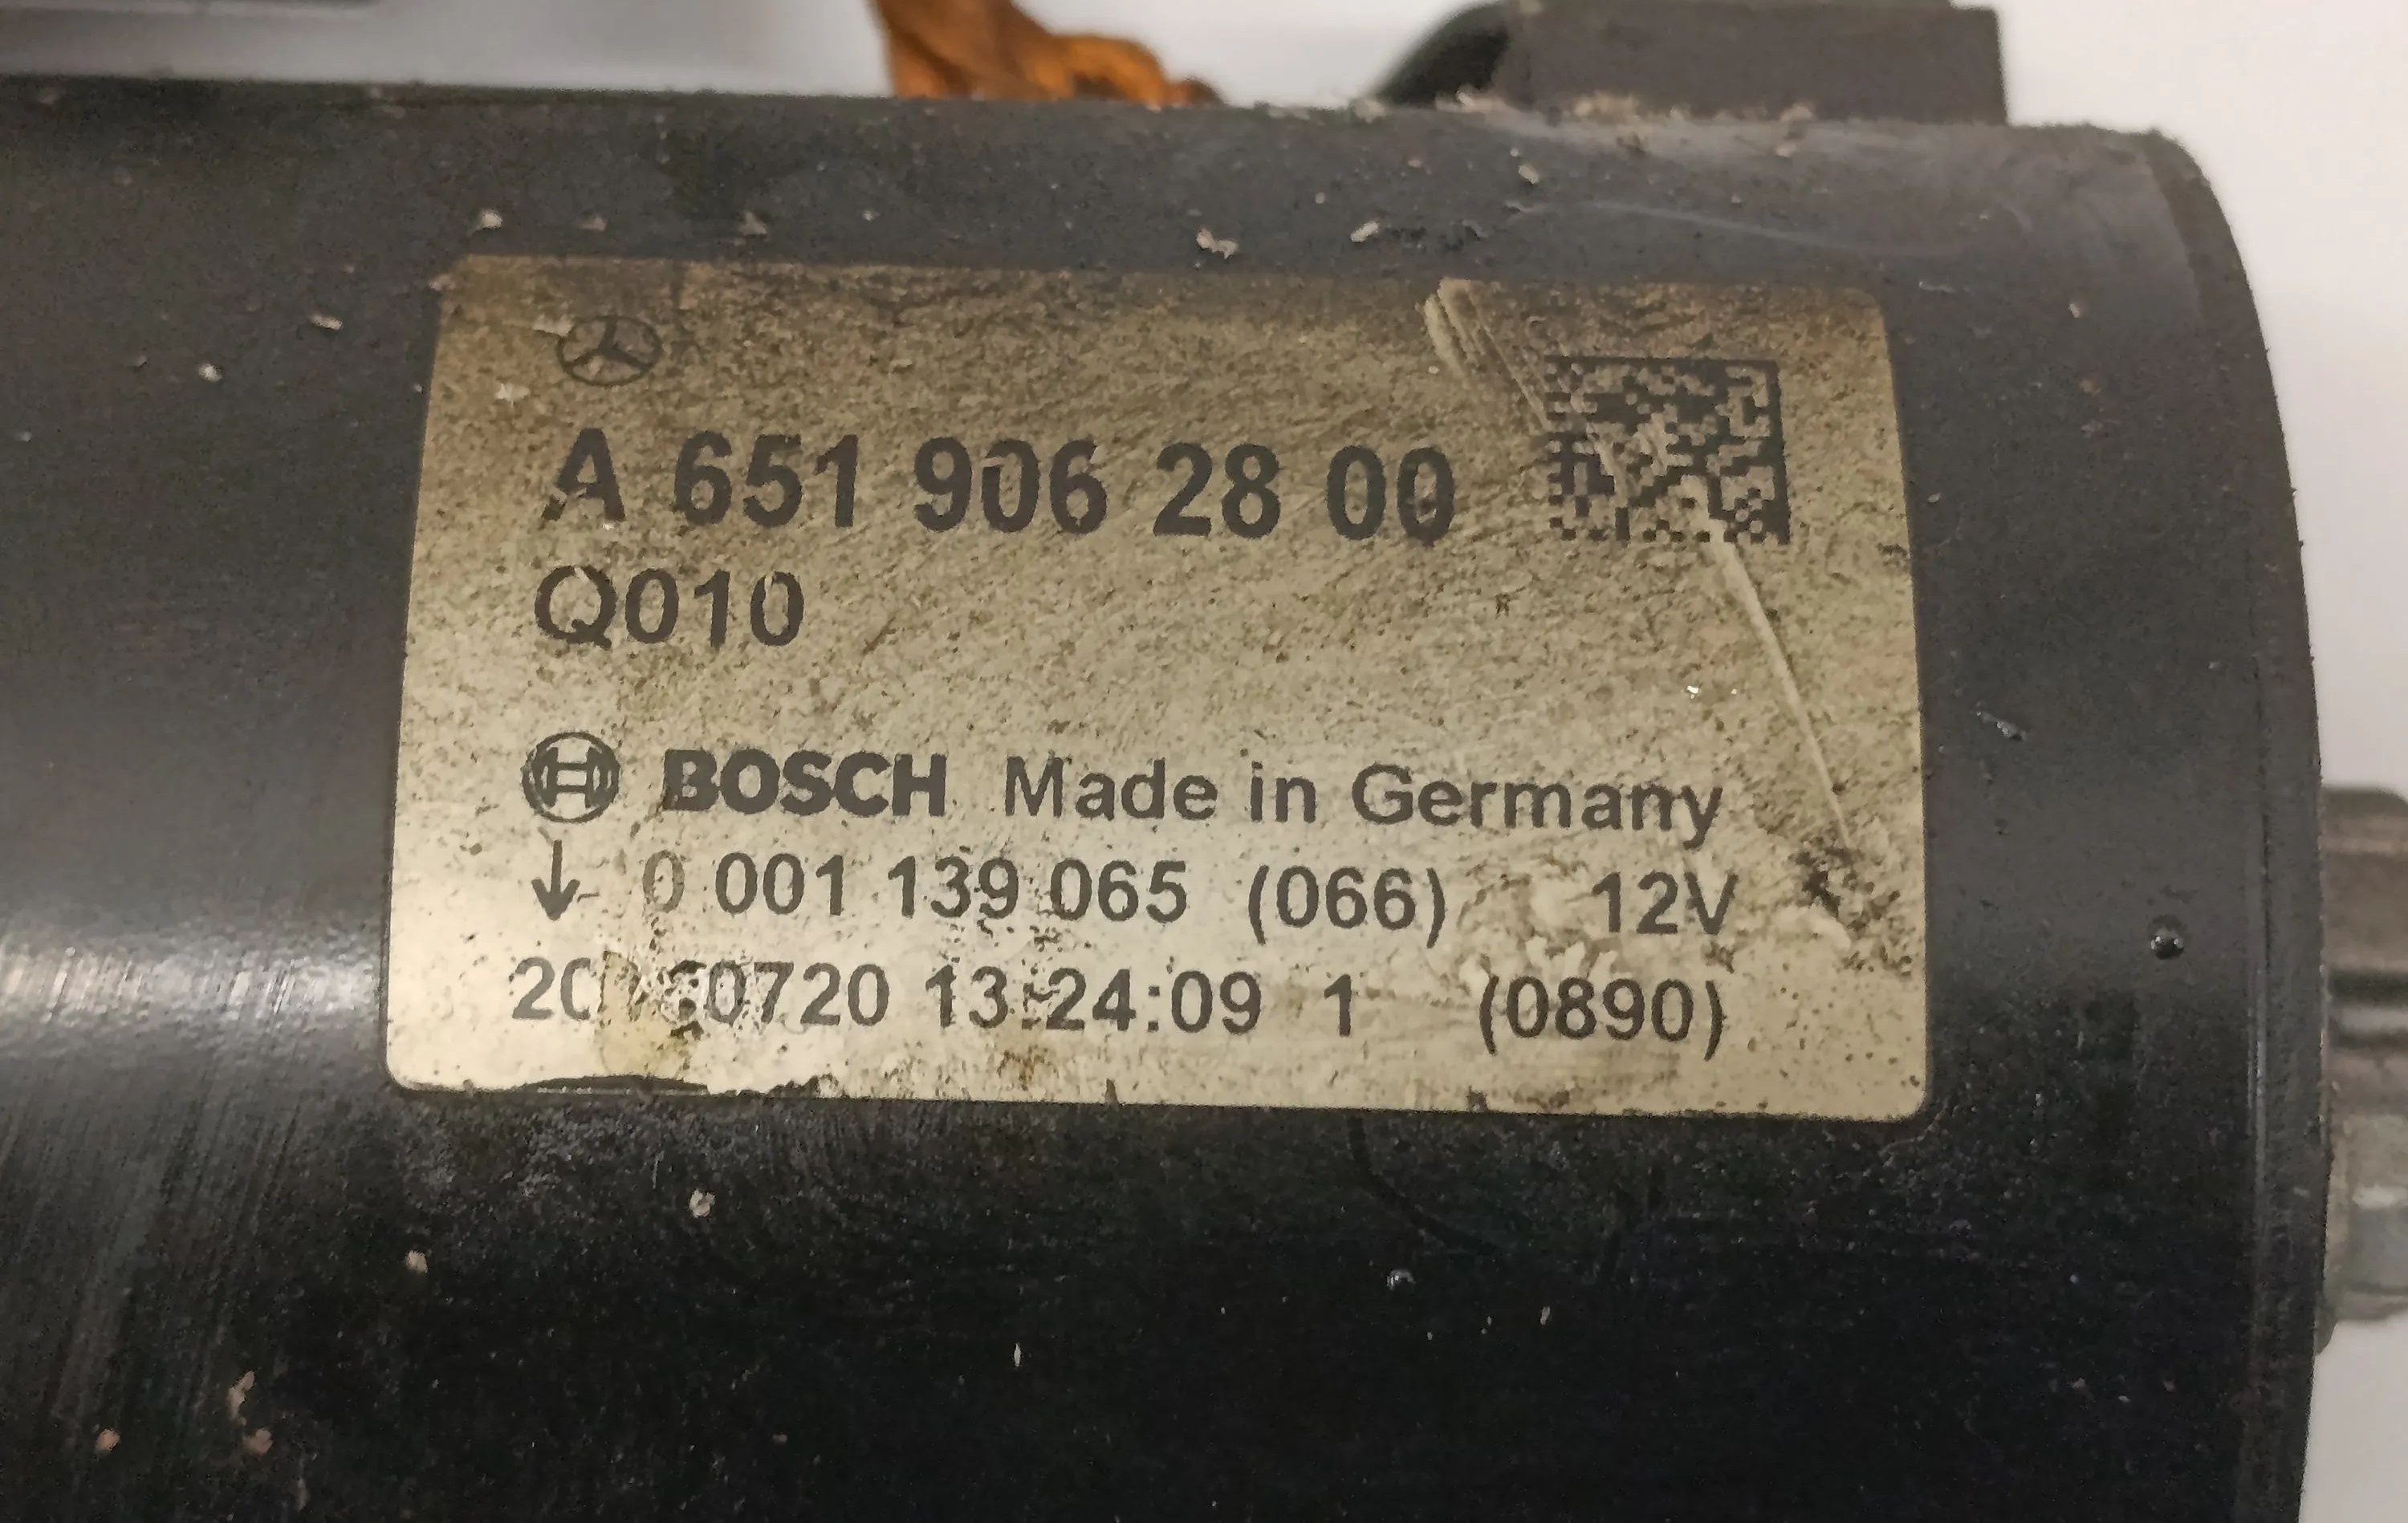 A 651 906 28 00
Q010
BOSCH Made in Germany
0 001 139 065 (066) 12V
13:24:09 1 (0890)